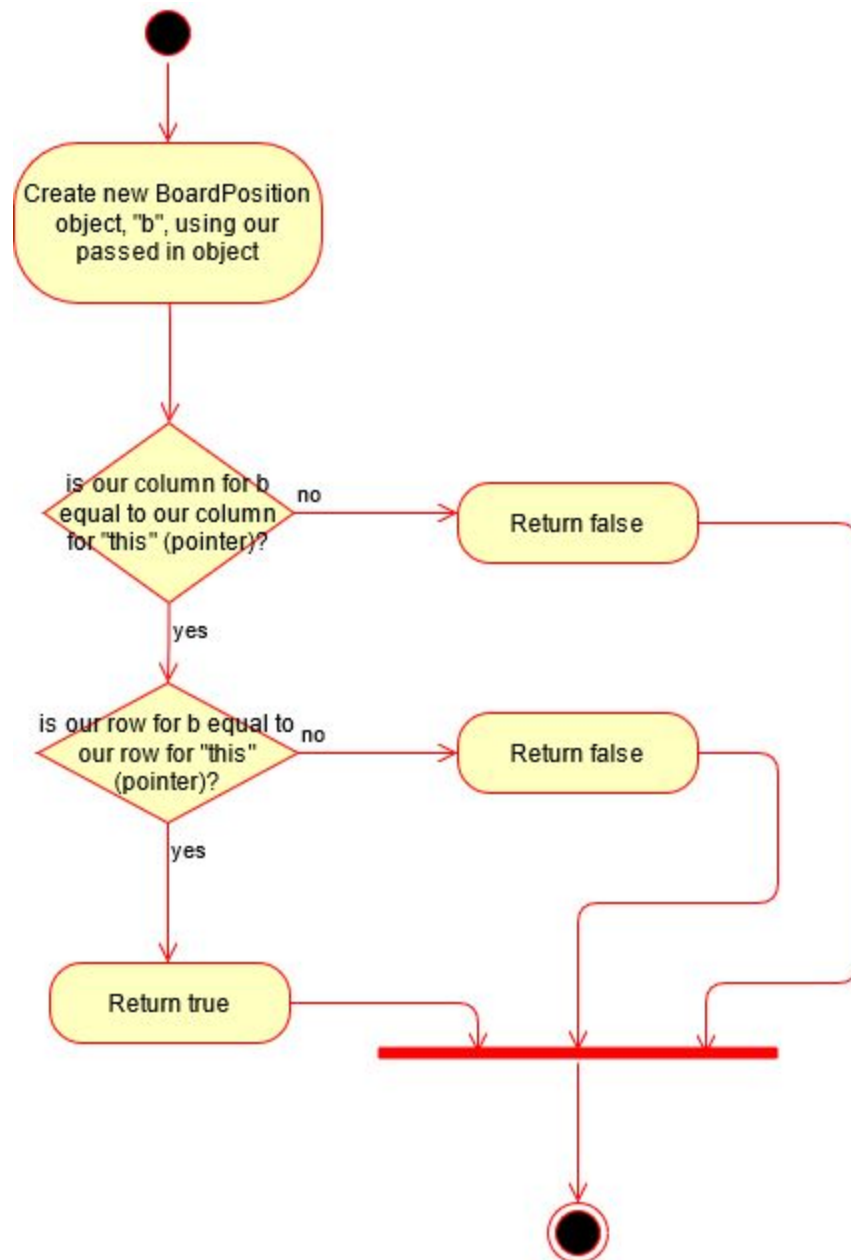 Create new BoardPosition
object, "b", using our
passed in object
is our column for b
equal to our column
for "this" (pointer)?
no
Return false
yes
is our row for b equal to
our row for "this"
(pointer)?
no
Return false
yes
Return true